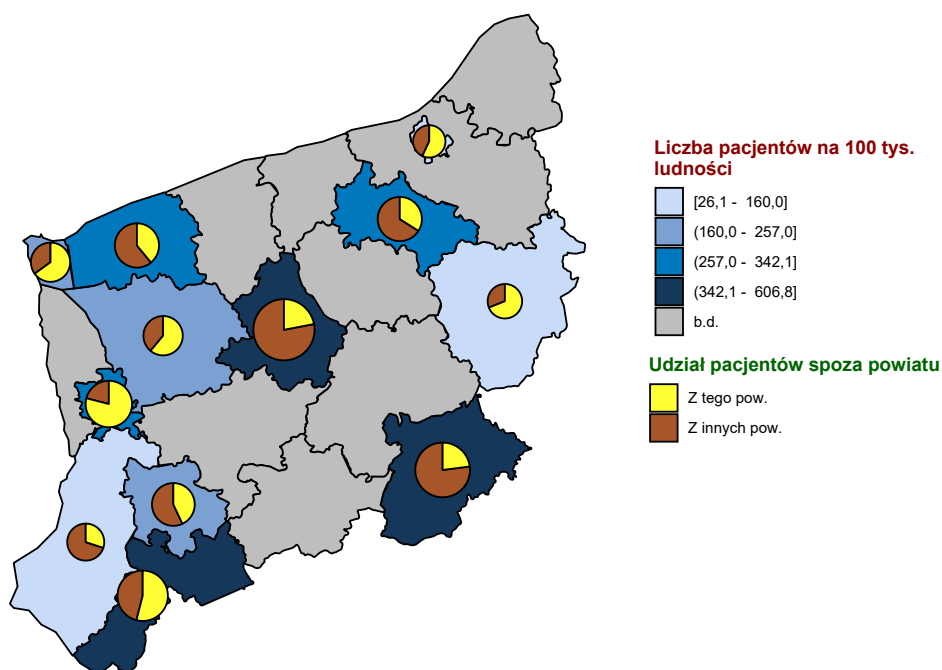 Liczba pacjentów na 100 tys.
ludności
[26,1 - 160,0]
(160,0 - 257,0]
(257,0 - 342,1]
(342,1 - 606,8]
b.d.
Udział pacjentów spoza powiatu
Z tego pow.
Z innych pow.